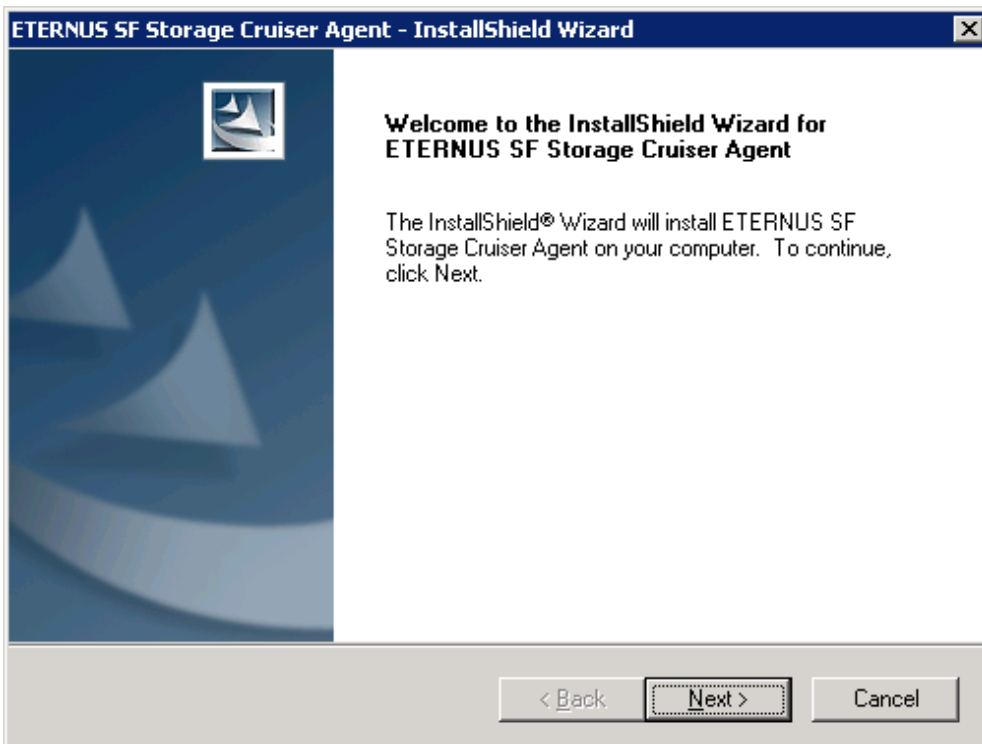 ETERNUS SF Storage Cruiser Agent - InstallShield Wizard
Welcome to the InstallShield Wizard for
ETERNUS SF Storage Cruiser Agent
The InstallShield® Wizard will install ETERNUS SF
Storage Cruiser Agent on your computer.  To continue,
click Next.
< Back
Next >
Cancel